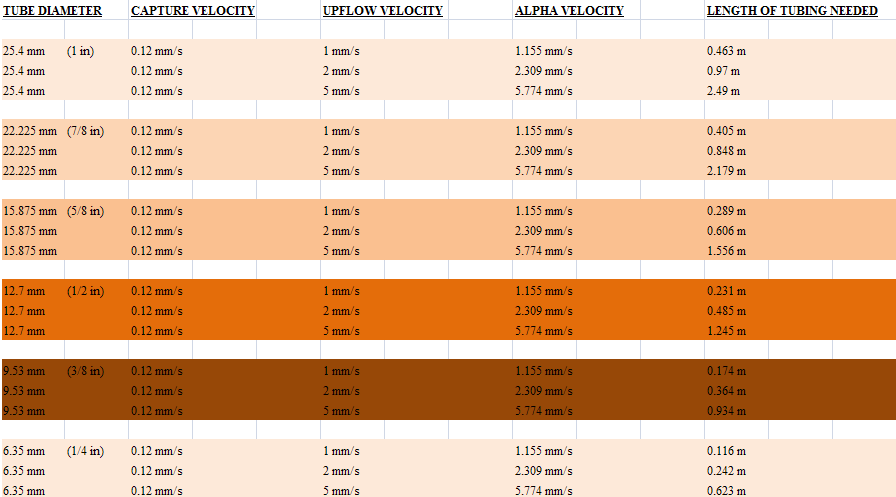 TUBE DIAMETER CAPTURE VELOCITY UPFLOW VELOCITY ALPHA VELOCITY LENGTH OF TUBING NEEDED
25.4 mm (1 in) 0.12 mm/s 1 mm/s 1.155 mm/s 0.463 m
25.4 mm 0.12 mm/s 2 mm/s 2.309 mm/s 0.97 m
25.4 mm 0.12 mm/s 5 mm/s 5.774 mm/s 2.49 m
22.225 mm (7/8 in) 0.12 mm/s 1 mm/s 1.155 mm/s 0.405 m
22.225 mm 0.12 mm/s 2 mm/s 2.309 mm/s 0.848 m
22.225 mm 0.12 mm/s 5 mm/s 5.774 mm/s 2.179 m
15.875 mm (5/8 in) 0.12 mm/s 1 mm/s 1.155 mm/s 0.289 m
15.875 mm 0.12 mm/s 2 mm/s 2.309 mm/s 0.606 m
15.875 mm 0.12 mm/s 5 mm/s 5.774 mm/s 1.556 m
12.7 mm (1/2 in) 0.12 mm/s 1 mm/s 1.155 mm/s 0.231 m
12.7 mm 0.12 mm/s 2 mm/s 2.309 mm/s 0.485 m
12.7 mm 0.12 mm/s 5 mm/s 5.774 mm/s 1.245 m
9.53 mm (3/8 in) 0.12 mm/s 1 mm/s 1.155 mm/s 0.174 m
9.53 mm 0.12 mm/s 2 mm/s 2.309 mm/s 0.364 m
9.53 mm 0.12 mm/s 5 mm/s 5.774 mm/s 0.934 m
6.35 mm (1/4 in) 0.12 mm/s 1 mm/s 1.155 mm/s 0.116 m
6.35 mm 0.12 mm/s 2 mm/s 2.309 mm/s 0.242 m
6.35 mm 0.12 mm/s 5 mm/s 5.774 mm/s 0.623 m